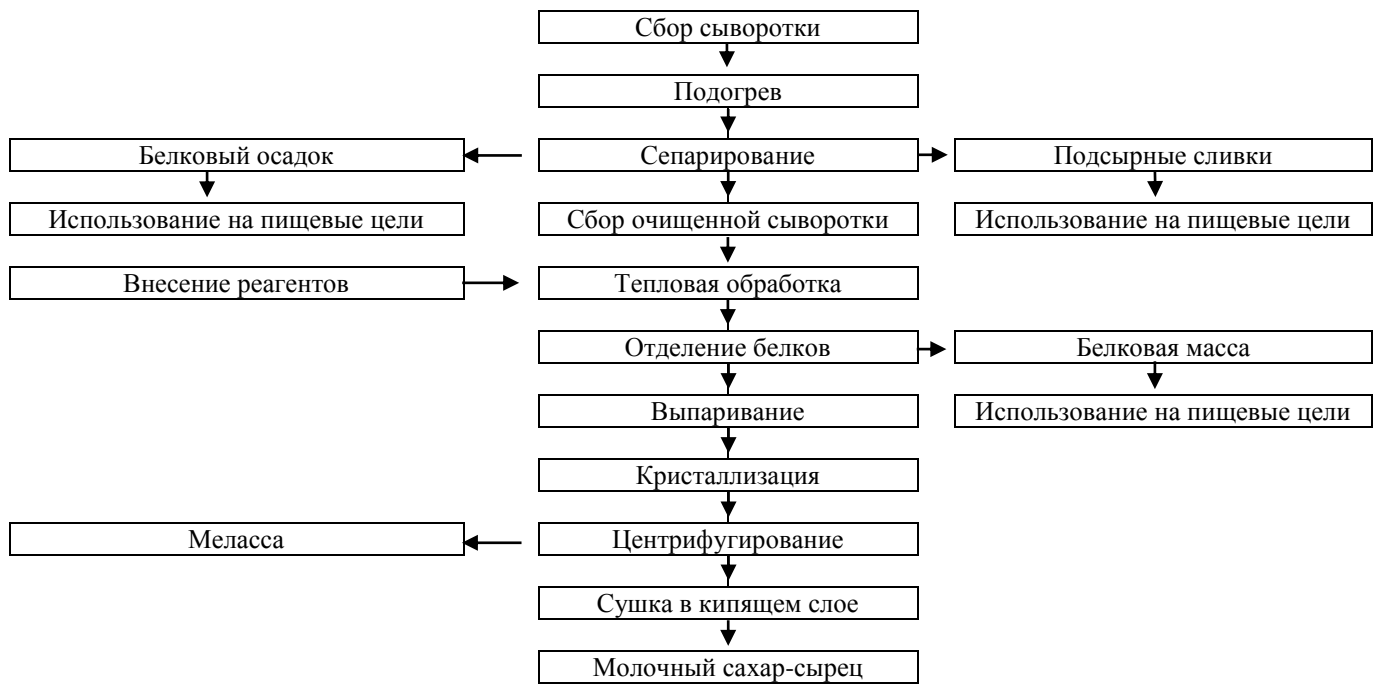 Сбор сыворотки
Подогрев
Белковый осадок
Сепарирование
Подсырные сливки
Использование на пищевые цели
Сбор очищенной сыворотки
Использование на пищевые цели
Внесение реагентов
Тепловая обработка
Отделение белков
Белковая масса
Выпаривание
Использование на пищевые цели
Кристаллизация
Меласса
Центрифугирование
Сушка в кипящем слое
Молочный сахар-сырец